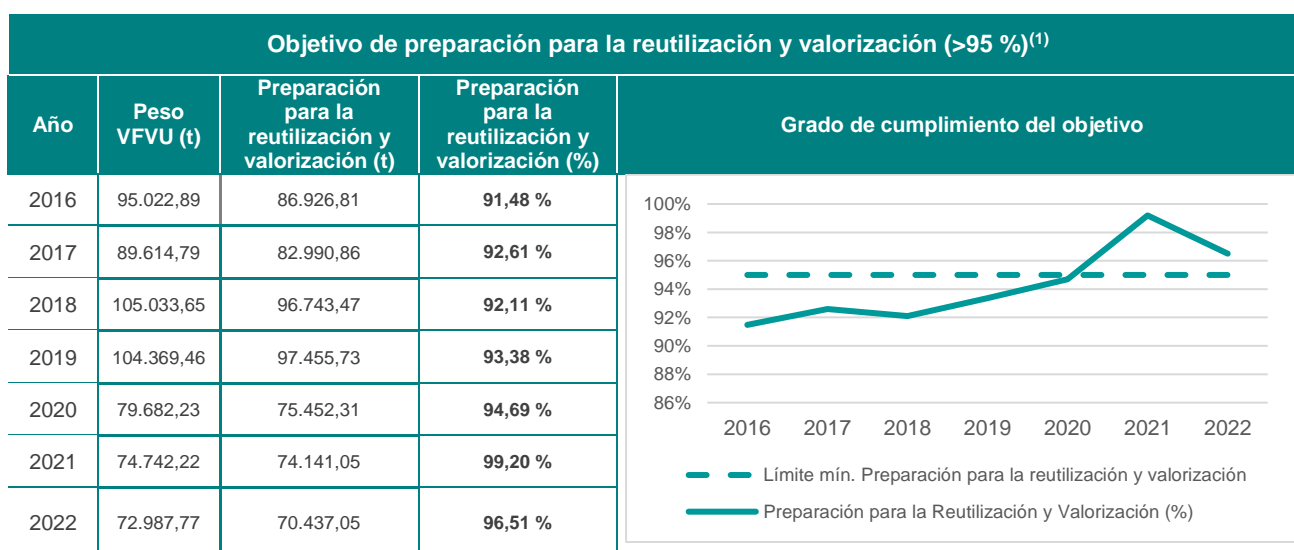 Objetivo de preparación para la reutilización y valorización (>95 %)(1)
Año
Peso
VFVU (t)
Preparación
para la
reutilización y
valorización (t)
Preparación
para la
reutilización y
valorización (%)
Grado de cumplimiento del objetivo
2016 95.022,89 86.926,81 91,48 %
2017 89.614,79 82.990,86 92,61 %
2018 105.033,65 96.743,47 92,11 %
2019 104.369,46 97.455,73 93,38 %
2020 79.682,23 75.452,31 94,69 %
2021 74.742,22 74.141,05 99,20 %
2022 72.987,77 70.437,05 96,51 %
100%
98%
96%
94%
92%
90%
88%
86%
2016 2017 2018 2019 2020 2021 2022
Límite mín. Preparación para la reutilización y valorización
Preparación para la Reutilización y Valorización (%)